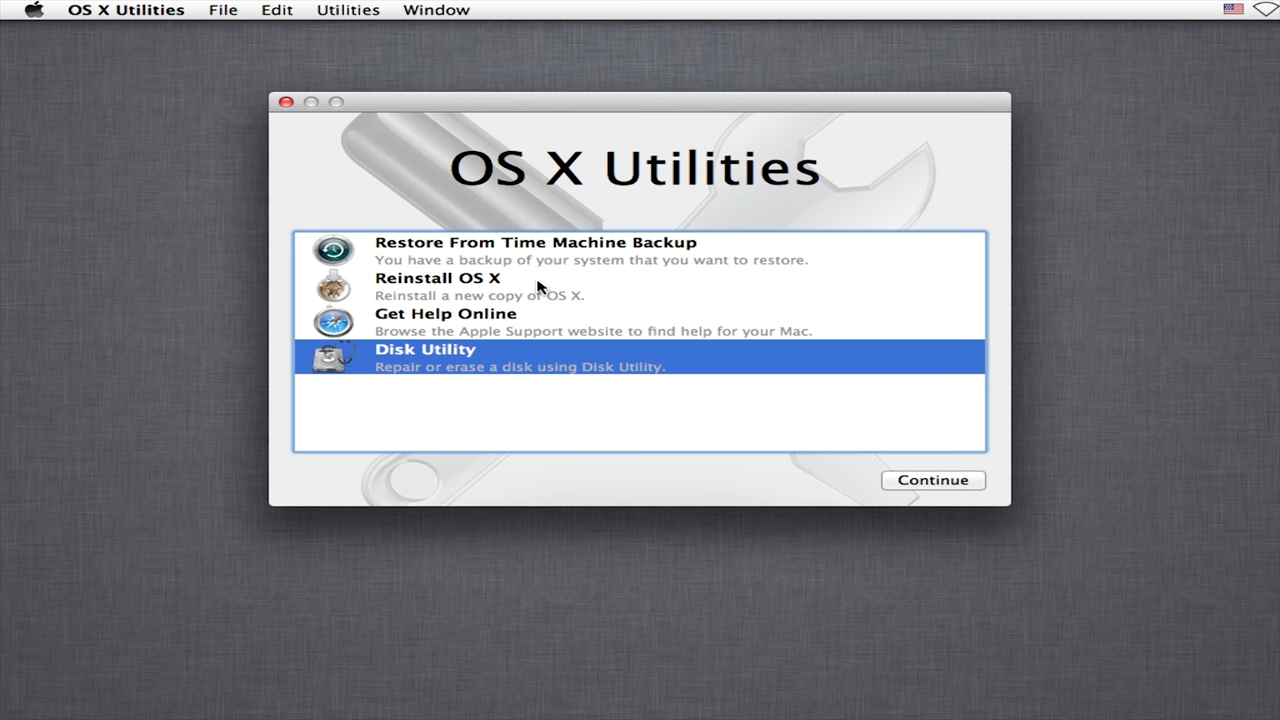 OS X Utilities File Edit Utilities Window
OS X Utilities
Restore From Time Machine Backup
You have a backup of your system that you want to restore.
Reinstall OS X
Reinstall a new copy of OS X.
Get Help Online
Browse the Apple Support website to find help for your Mac.
Disk Utility
Repair or erase a disk using Disk Utility.
Continue